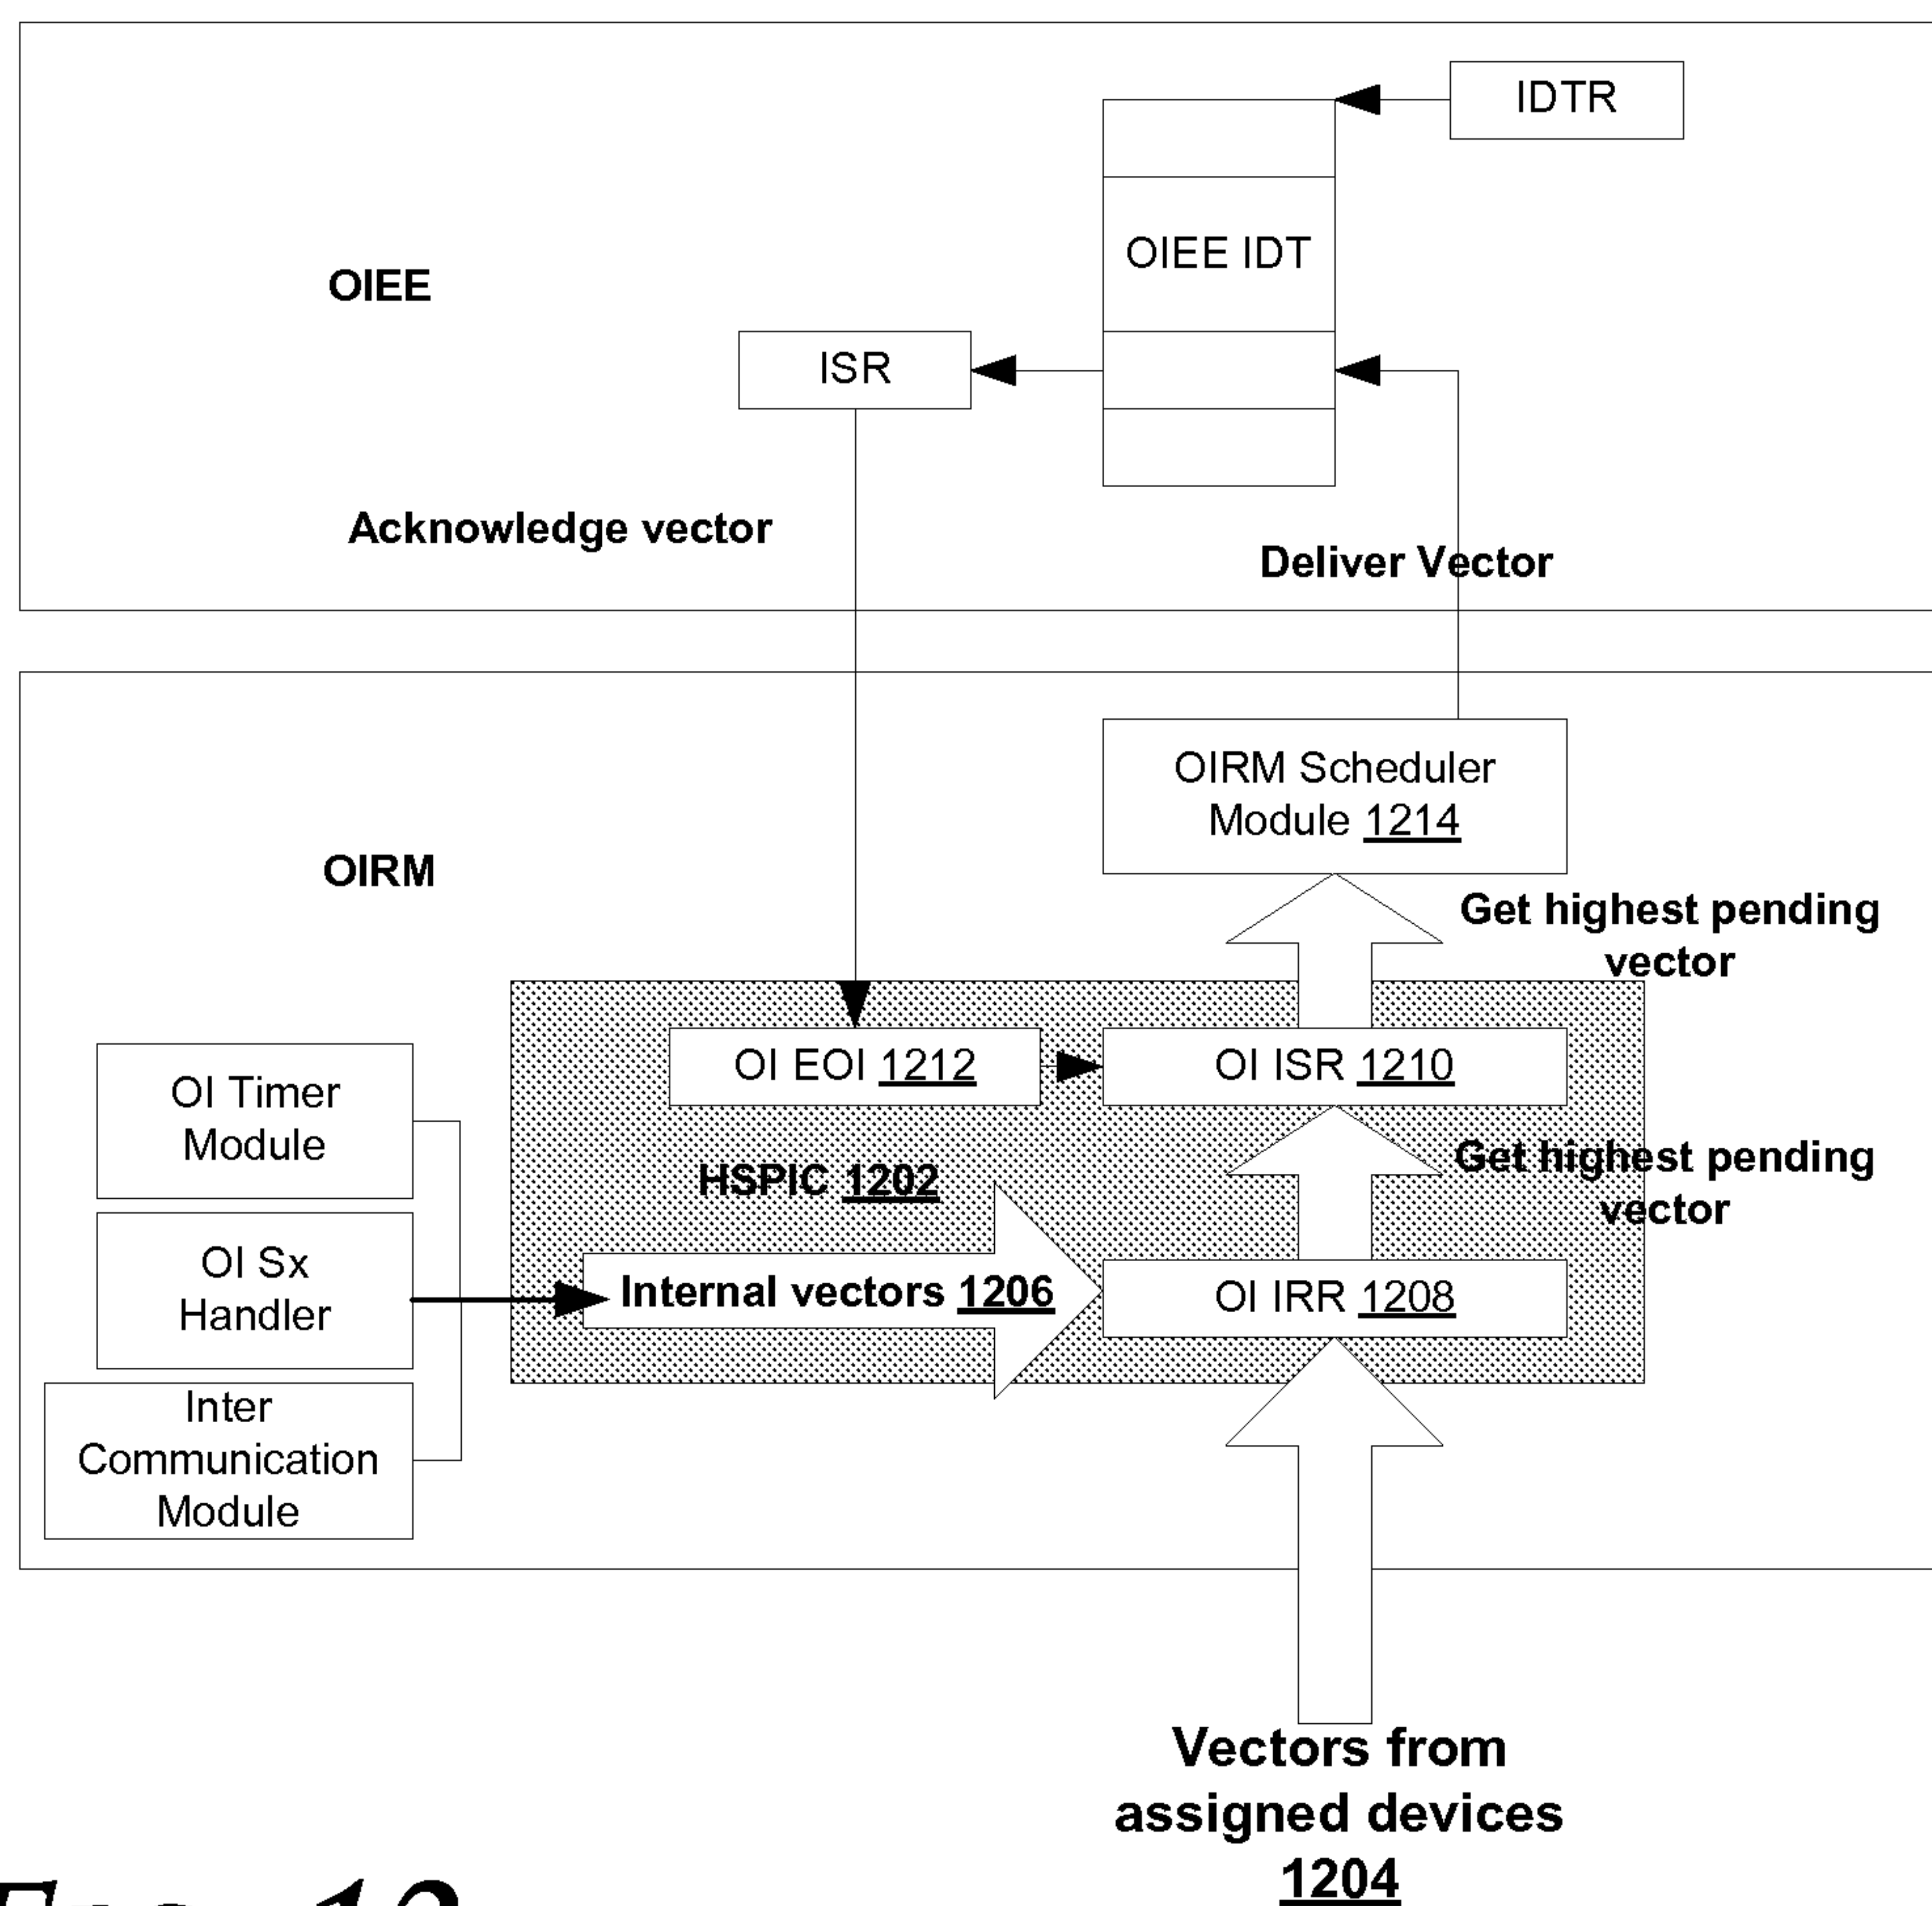 IDTR
OIEE IDT
OIEE
ISR
Acknowledge vector
Deliver Vector
OIRM Scheduler
Module 1214
OIRM
Get highest pending
vector
OI EOI 1212
OI ISR 1210
OI Timer
Module
HSPIC 1202
Get highest pending
vector
OI Sx
Handler
Internal vectors 1206
OI IRR 1208
Inter
Communication
Module
Vectors from
assigned devices
1204